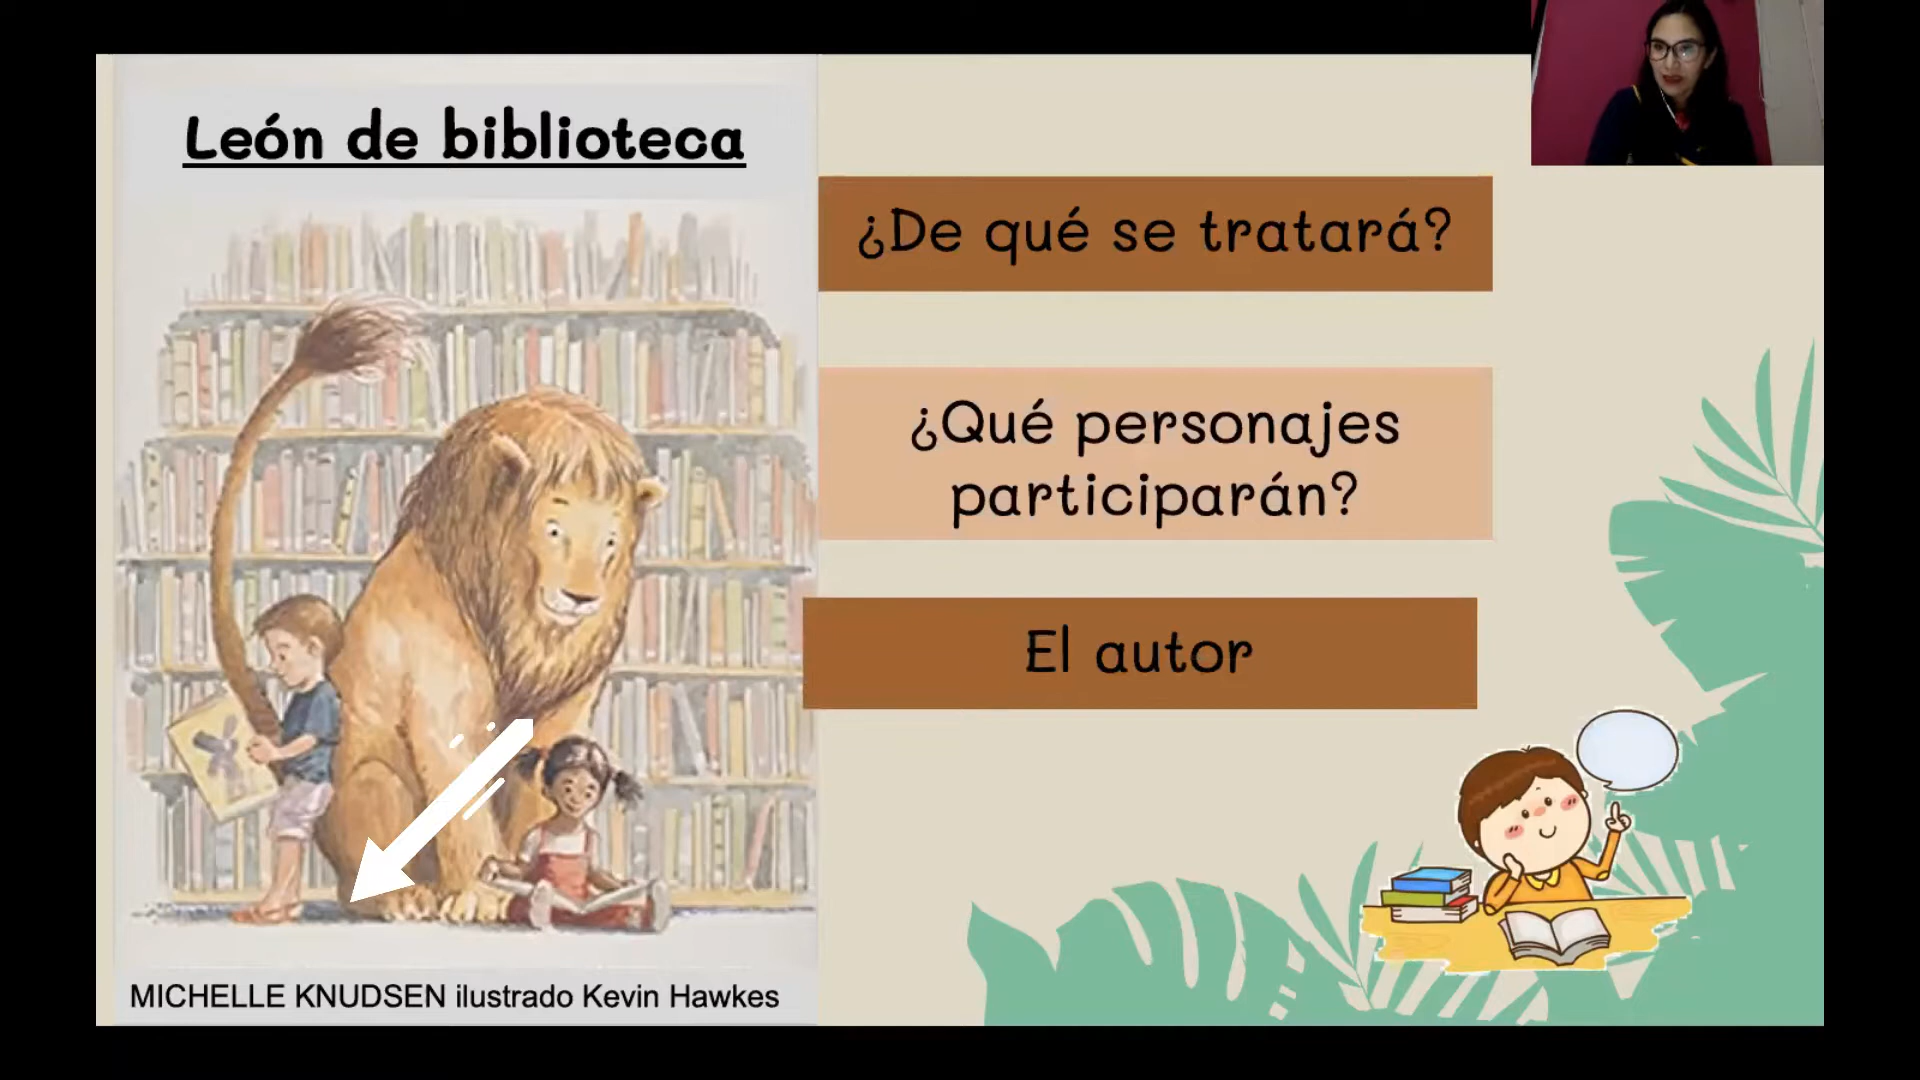 León de biblioteca
¿De qué se tratará?
¿Qué personajes
participarán?
El autor
MICHELLE KNUDSEN ilustrado Kevin Hawkes